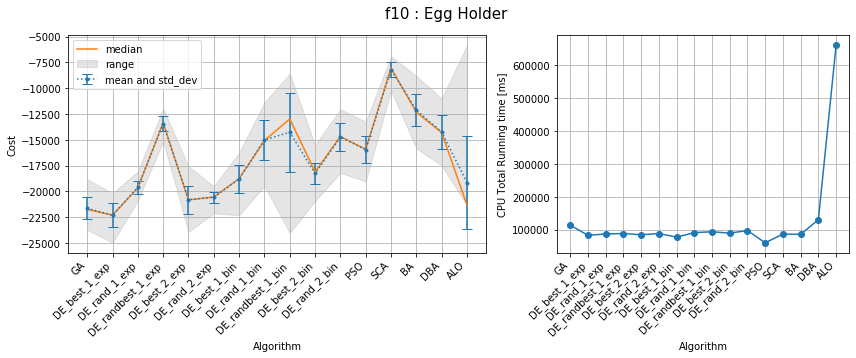 f10 : Egg Holder
Cost
−5000
−7500
−10000
−12500
−15000
−17500
−20000
−22500
−25000
median
range
mean and std_dev
GA
DE_best_1_exp
DE_rand_1_exp
DE_randbest_1_exp
DE_best_2_exp
DE_rand_2_exp
DE_best_1_bin
DE_rand_1_bin
DE_randbest_1_bin
DE_best_2_bin
DE_rand_2_bin
PSO
SCA
BA
DBA
ALO
Algorithm
CPU Total Running time [ms]
600000
500000
400000
300000
200000
100000
GA
DE_best_1_exp
DE_rand_1_exp
DE_randbest_1_exp
DE_best_2_exp
DE_rand_2_exp
DE_best_1_bin
DE_rand_1_bin
DE_randbest_1_bin
DE_best_2_bin
DE_rand_2_bin
PSO
SCA
BA
DBA
ALO
Algorithm